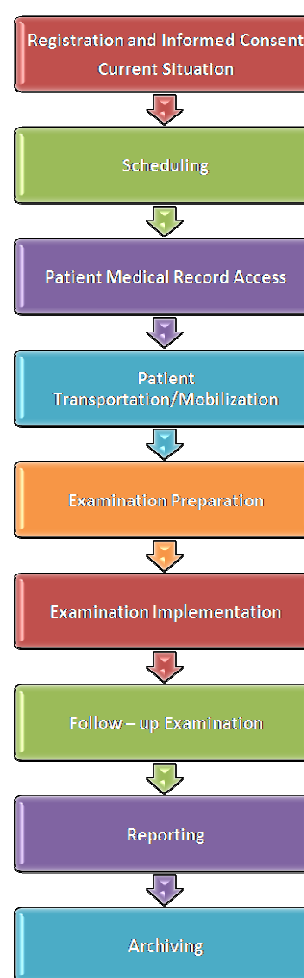 Registration and Informed Consent
Current Situation
Scheduling
Patient Medical Record Access
Patient
Transportation/Mobilization
Examination Preparation
Examination Implementation
Follow – up Examination
Reporting
Archiving